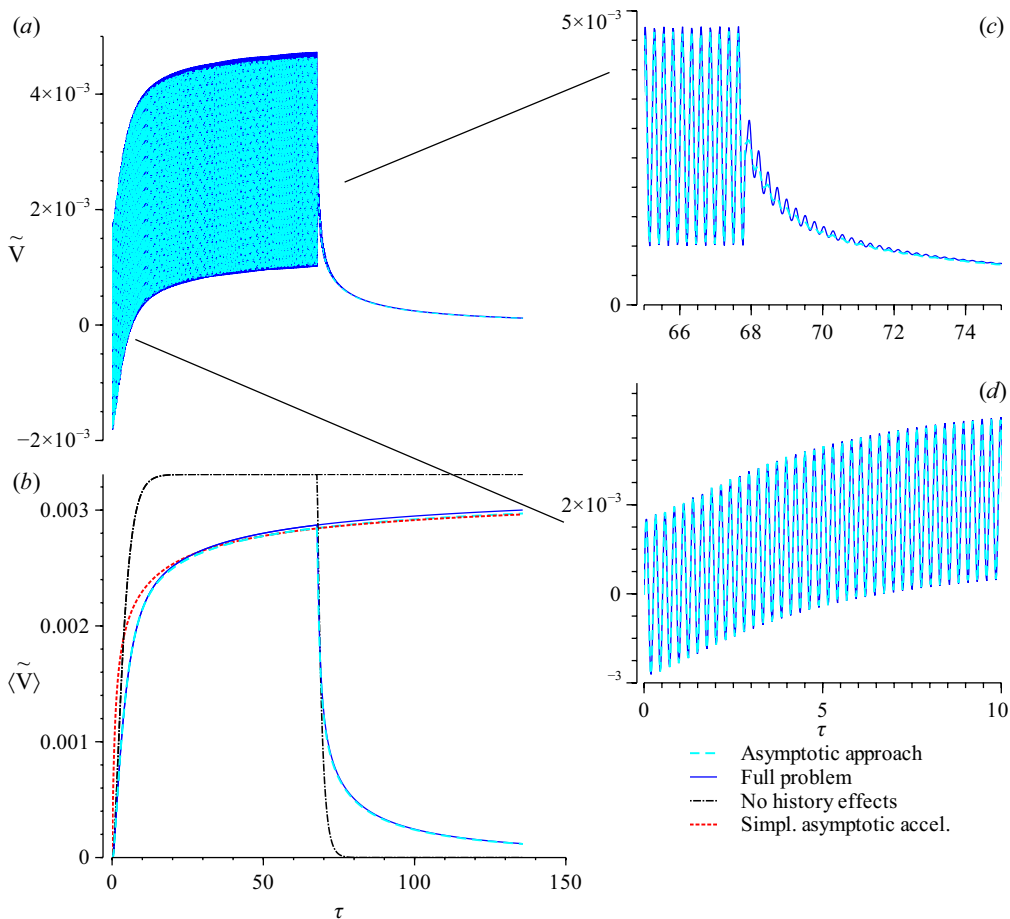 (a)
4×10⁻³
2×10⁻³
0
−2×10⁻³
Ṽ
(c)
5×10⁻³
0
66 68 70 72 74
(b)
0.003
0.002
0.001
0
⟨Ṽ⟩
0 50 100 150
τ
(d)
2×10⁻³
0
−3
0 5 10
τ
Asymptotic approach
Full problem
No history effects
Simpl. asymptotic accel.